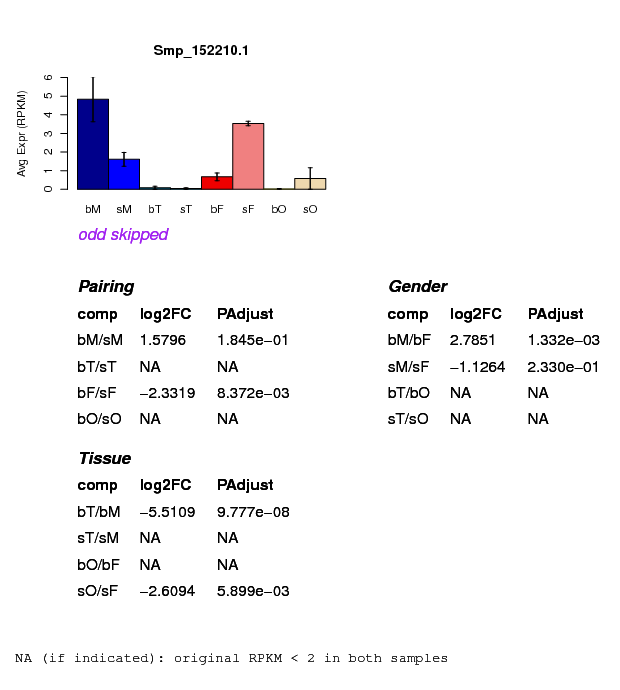 Smp_152210.1
Avg Expr (RPKM)
0 1 2 3 4 5 6
bM sM bT sT bF sF bO sO
odd skipped
Pairing
comp log2FC PAdjust
bM/sM 1.5796 1.845e−01
bT/sT NA NA
bF/sF −2.3319 8.372e−03
bO/sO NA NA
Gender
comp log2FC PAdjust
bM/bF 2.7851 1.332e−03
sM/sF −1.1264 2.330e−01
bT/bO NA NA
sT/sO NA NA
Tissue
comp log2FC PAdjust
bT/bM −5.5109 9.777e−08
sT/sM NA NA
bO/bF NA NA
sO/sF −2.6094 5.899e−03
NA (if indicated): original RPKM < 2 in both samples